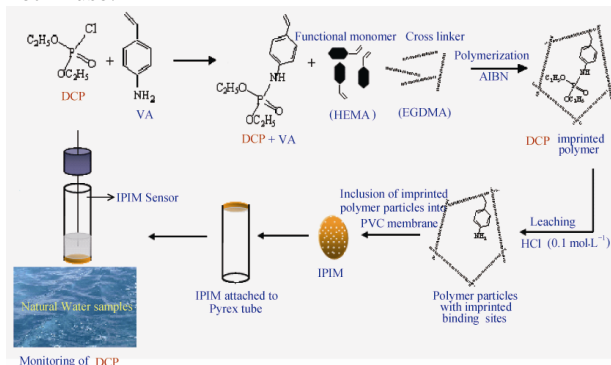 Cl
C₂H₅O
P
O
OC₂H₅
DCP
+
NH₂
VA
NH
C₂H₅O
P
O
OC₂H₅
DCP + VA
+
Functional monomer
(HEMA)
Cross linker
(EGDMA)
Polymerization
AIBN
NH
C₂H₅O
P
O
OC₂H₅
DCP imprinted
polymer
Leaching
HCl (0.1 mol·L⁻¹)
NH₂
Polymer particles
with imprinted
binding sites
Inclusion of imprinted
polymer particles into
PVC membrane
IPIM
IPIM attached to
Pyrex tube
IPIM Sensor
Natural Water samples
Monitoring of DCP